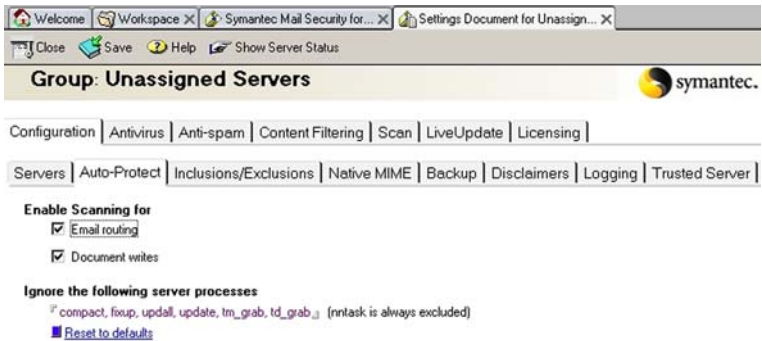 Welcome Workspace Symantec Mail Security for... Settings Document for Unassign...
Close Save Help Show Server Status
Group: Unassigned Servers symantec.
Configuration Antivirus Anti-spam Content Filtering Scan LiveUpdate Licensing
Servers Auto-Protect Inclusions/Exclusions Native MIME Backup Disclaimers Logging Trusted Server
Enable Scanning for
Email routing
Document writes
Ignore the following server processes
compact, fixup, updall, update, tm_grab, td_grab (nntask is always excluded)
Reset to defaults